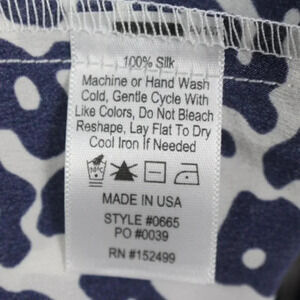 100% Silk
Machine or Hand Wash
Cold, Gentle Cycle With
Like Colors, Do Not Bleach
Reshape, Lay Flat To Dry
Cool Iron If Needed
MADE IN USA
STYLE #0665
PO #0039
RN #152499